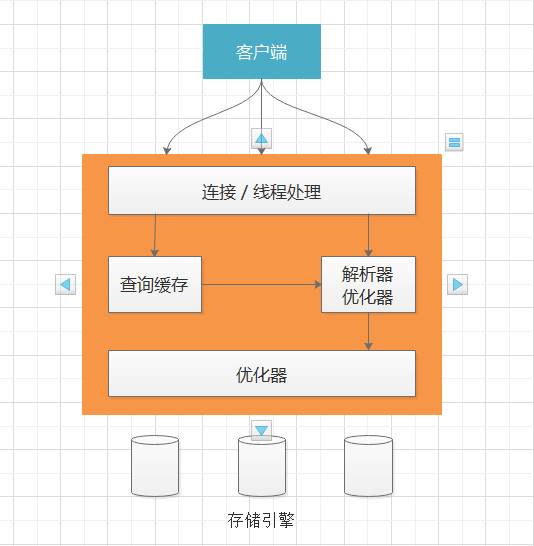 客户端
连接 / 线程处理
查询缓存
解析器
优化器
优化器
存储引擎